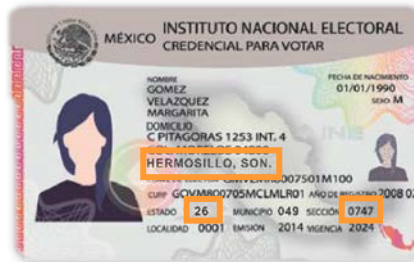 MÉXICO
INSTITUTO NACIONAL ELECTORAL
CREDENCIAL PARA VOTAR
NOMBRE
GOMEZ
VELAZQUEZ
MARGARITA
FECHA DE NACIMIENTO
01/01/1990
SEXO M
DOMICILIO
C PITAGORAS 1253 INT. 4
HERMOSILLO, SON.
CURP GOVM800705MCLMLR01 AÑO DE REGISTRO 2008
ESTADO 26 MUNICIPIO 049 SECCIÓN 0747
LOCALIDAD 0001 EMISIÓN 2014 VIGENCIA 2024